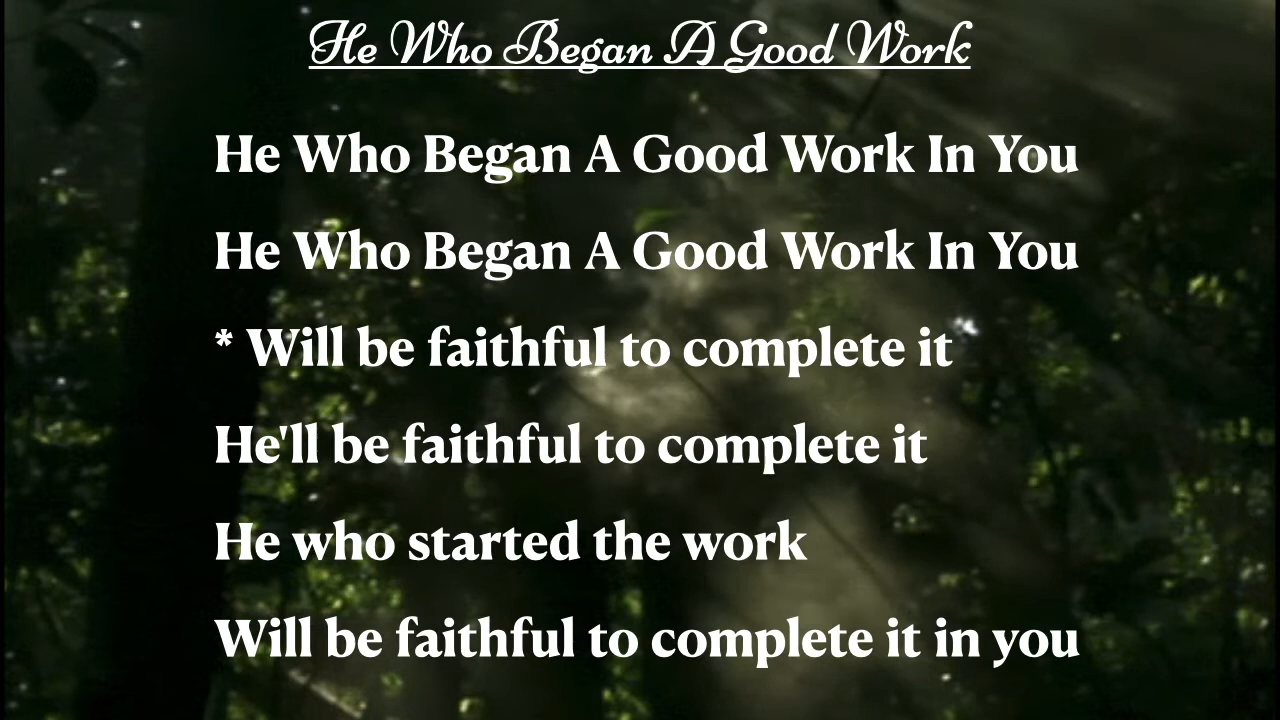 He Who Began A Good Work
He Who Began A Good Work In You
He Who Began A Good Work In You
* Will be faithful to complete it
He'll be faithful to complete it
He who started the work
Will be faithful to complete it in you